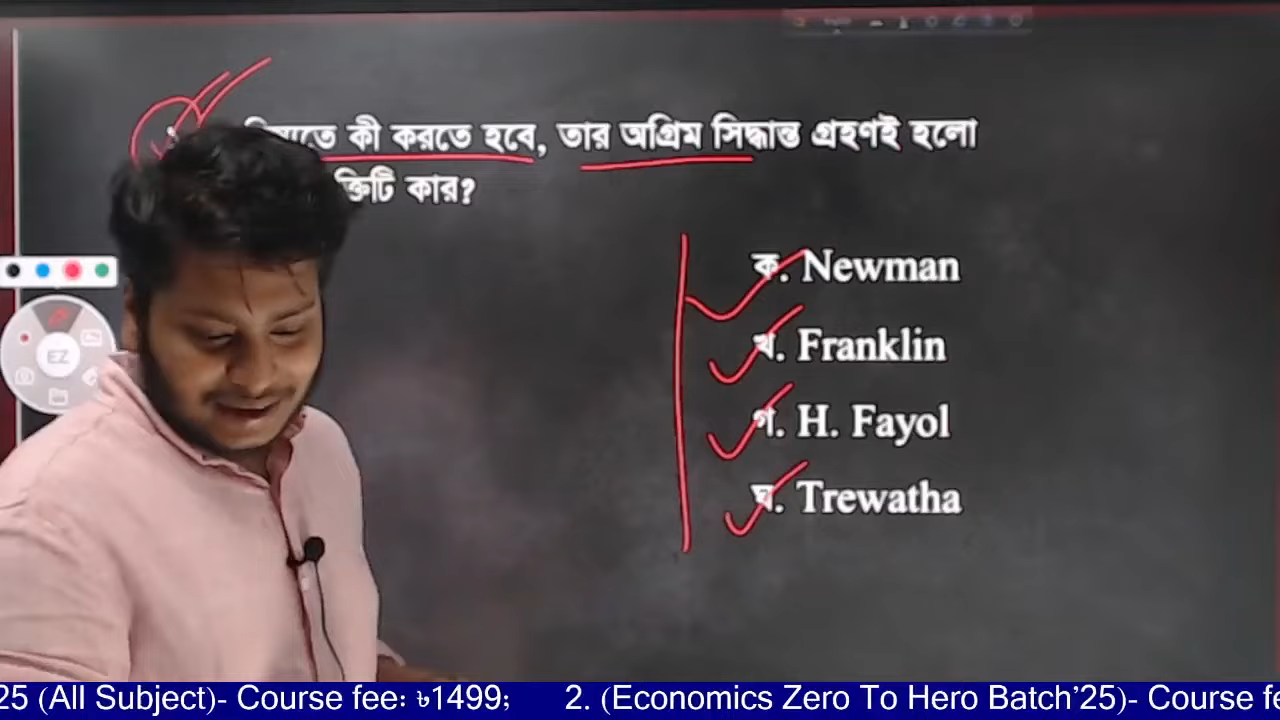 কী করতে হবে, তার অগ্রিম সিদ্ধান্ত গ্রহণই হলো
কার?
ক. Newman
খ. Franklin
গ. H. Fayol
ঘ. Trewatha
EZ
25 (All Subject)- Course fee: ৳1499; 2. (Economics Zero To Hero Batch'25)- Course fe